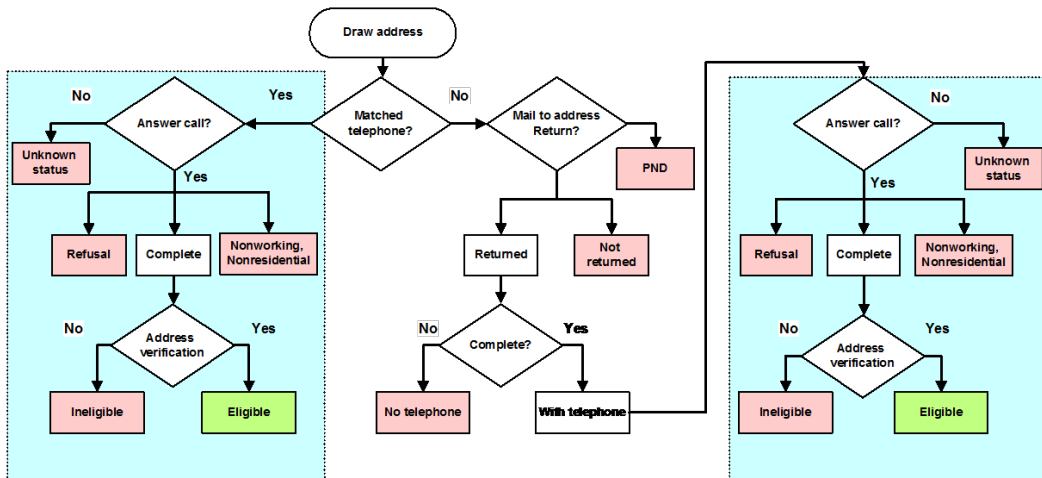 Draw address
No
Yes
Matched
telephone?
No
Mail to address
Return?
Answer call?
Unknown
status
Yes
PND
Refusal
Complete
Nonworking,
Nonresidential
Returned
Not
returned
No
Address
verification
Yes
No
Complete?
Yes
Ineligible
Eligible
No telephone
With telephone
Answer call?
No
Unknown
status
Yes
Refusal
Complete
Nonworking,
Nonresidential
No
Address
verification
Yes
Ineligible
Eligible